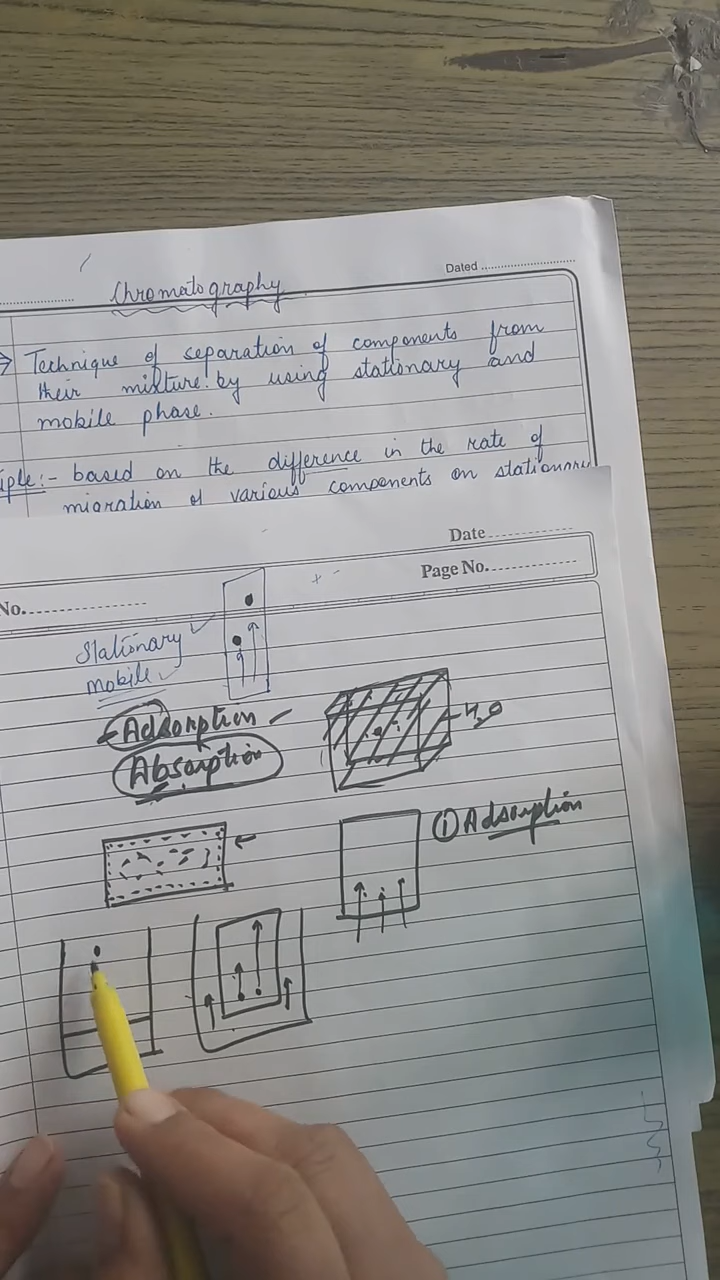 Dated
Chromatography
Technique of separation of components from
their mixture by using stationary and
mobile phase.
iple:- based on the difference in the rate of
migration of various components on stationary
Date
Page No.
No.
Stationary
mobile
Adsorption
Absorption
H2O
① Adsorption